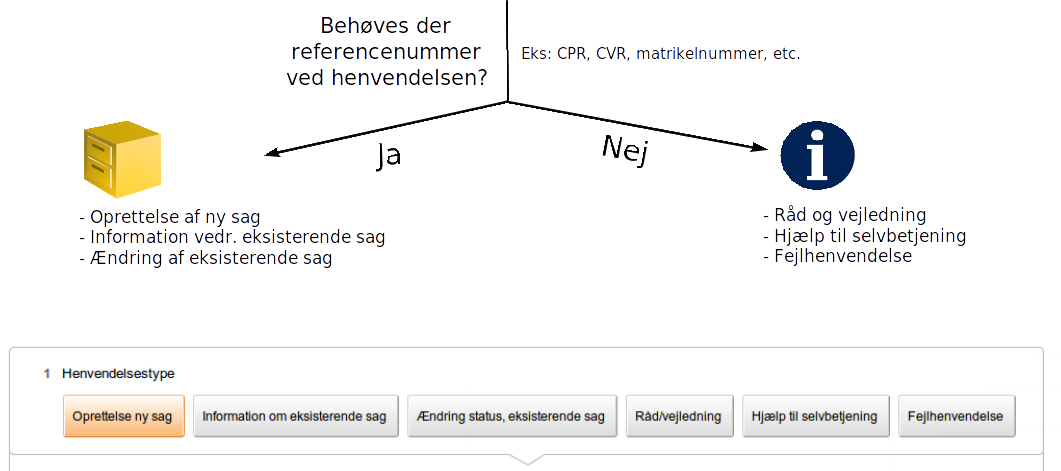 Behøves der
referencenummer
ved henvendelsen?
Eks: CPR, CVR, matrikelnummer, etc.
Ja
Nej
- Oprettelse af ny sag
- Information vedr. eksisterende sag
- Ændring af eksisterende sag
- Råd og vejledning
- Hjælp til selvbetjening
- Fejlhenvendelse
1 Henvendelsestype
Oprettelse ny sag Information om eksisterende sag Ændring status, eksisterende sag Råd/vejledning Hjælp til selvbetjening Fejlhenvendelse